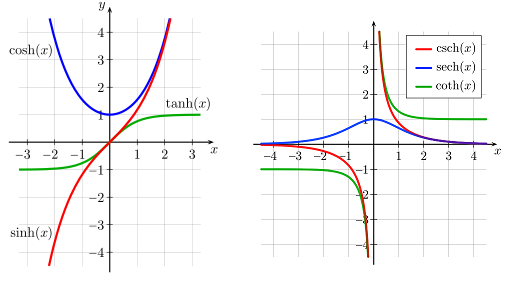 y
4
cosh(x)
3
2
tanh(x)
1
−3 −2 −1 1 2 3 x
−1
−2
−3
sinh(x)
−4
4
3
2
1
−4 −3 −2 −1 1 2 3 4 x
−1
−2
−3
−4
csch(x)
sech(x)
coth(x)